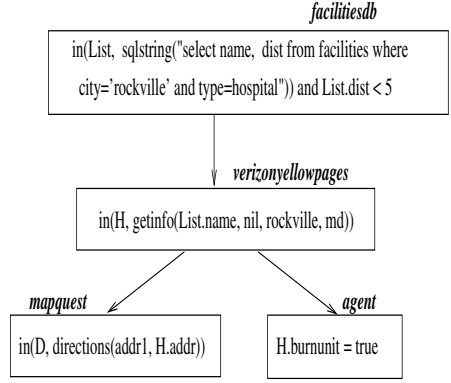 facilitiesdb
in(List, sqlstring("select name, dist from facilities where
city='rockville' and type=hospital")) and List.dist < 5
verizonyellowpages
in(H, getinfo(List.name, nil, rockville, md))
mapquest
agent
in(D, directions(addr1, H.addr))
H.burnunit = true